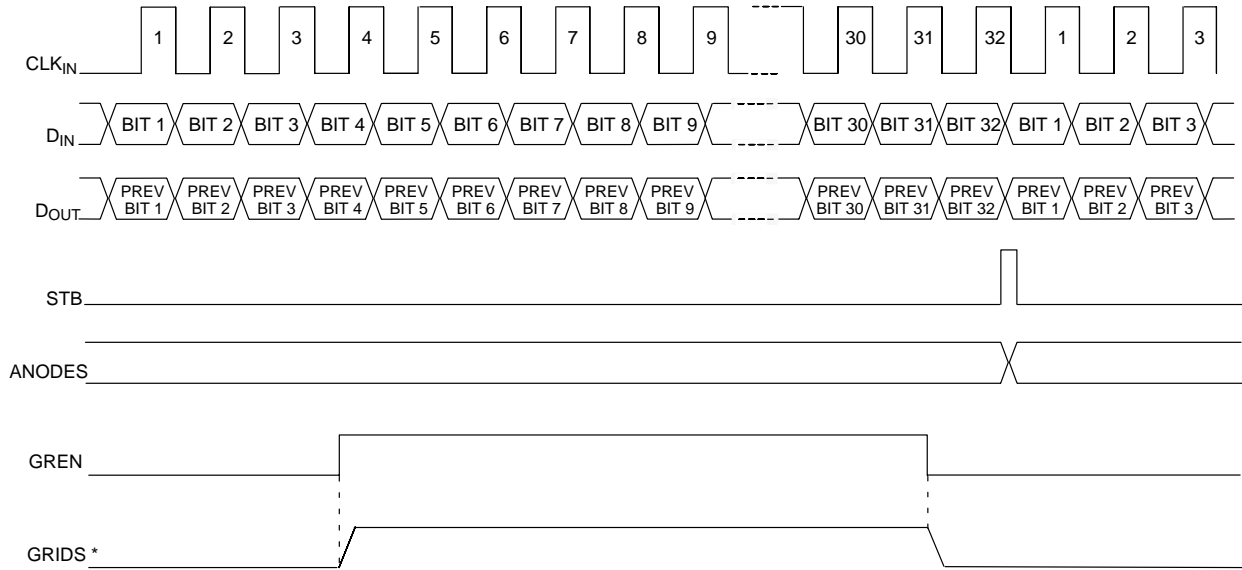 1 2 3 4 5 6 7 8 9 30 31 32 1 2 3
CLKIN
BIT 1 BIT 2 BIT 3 BIT 4 BIT 5 BIT 6 BIT 7 BIT 8 BIT 9 BIT 30 BIT 31 BIT 32 BIT 1 BIT 2 BIT 3
DIN
PREV PREV PREV PREV PREV PREV PREV PREV PREV PREV PREV PREV PREV PREV PREV
BIT 1 BIT 2 BIT 3 BIT 4 BIT 5 BIT 6 BIT 7 BIT 8 BIT 9 BIT 30 BIT 31 BIT 32 BIT 1 BIT 2 BIT 3
DOUT
STB
ANODES
GREN
GRIDS *